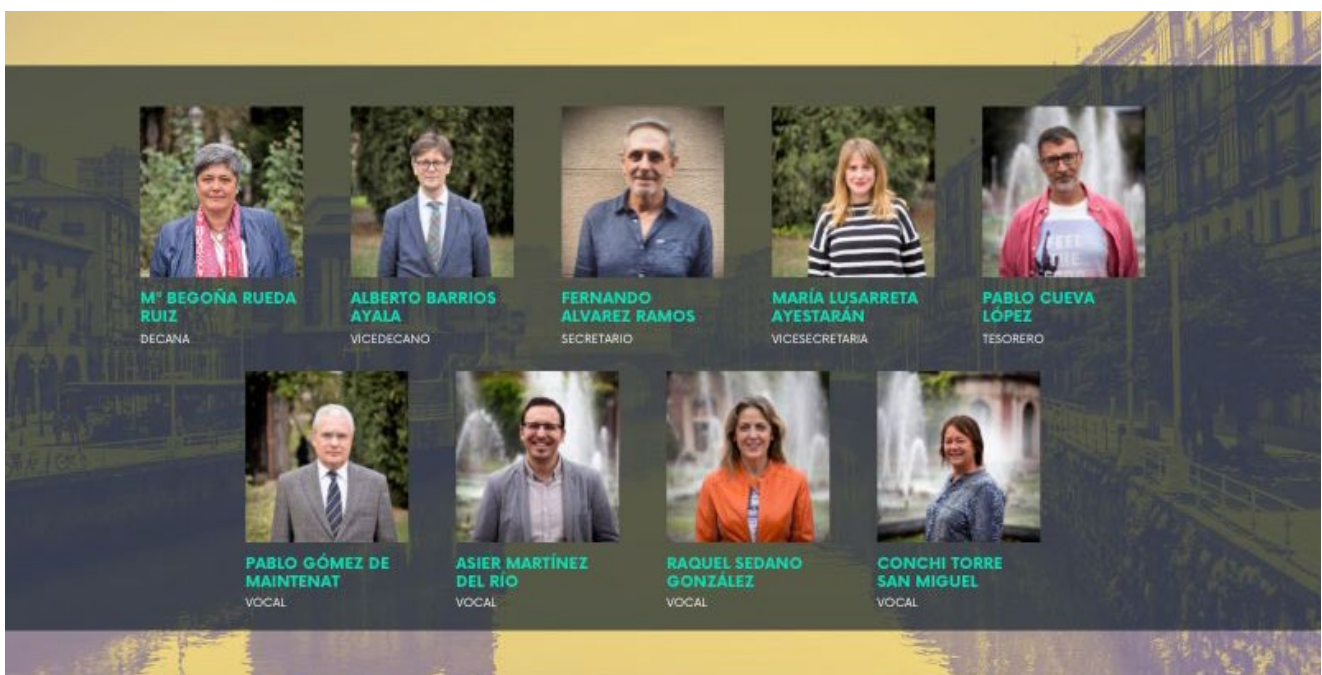 Mª BEGOÑA RUEDA
RUIZ
DECANA
ALBERTO BARRIOS
AYALA
VICEDECANO
FERNANDO
ALVAREZ RAMOS
SECRETARIO
MARÍA LUSARRETA
AYESTARÁN
VICESECRETARIA
PABLO CUEVA
LÓPEZ
TESORERO
FEEL
PABLO GÓMEZ DE
MAINTENAT
VOCAL
ASIER MARTÍNEZ
DEL RÍO
VOCAL
RAQUEL SEDANO
GONZÁLEZ
VOCAL
CONCHI TORRE
SAN MIGUEL
VOCAL